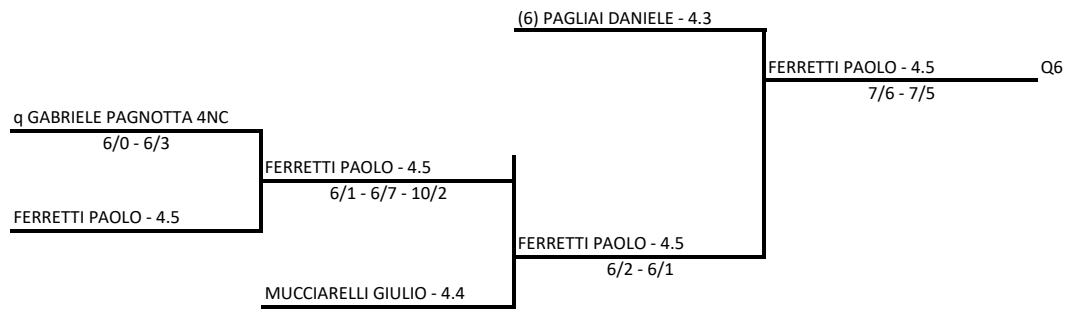 (6) PAGLIAI DANIELE - 4.3
FERRETTI PAOLO - 4.5 Q6
7/6 - 7/5
q GABRIELE PAGNOTTA 4NC
6/0 - 6/3
FERRETTI PAOLO - 4.5
6/1 - 6/7 - 10/2
FERRETTI PAOLO - 4.5
FERRETTI PAOLO - 4.5
6/2 - 6/1
MUCCIARELLI GIULIO - 4.4